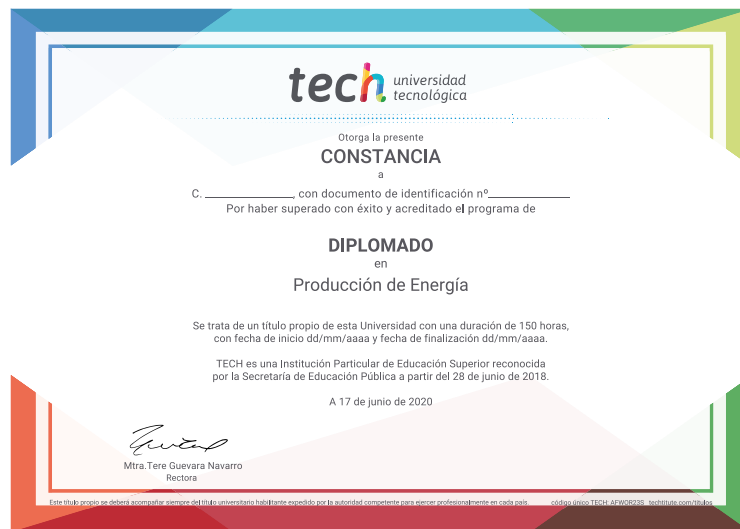 tech universidad
tecnológica
Otorga la presente
CONSTANCIA
a
C. ________________, con documento de identificación nº______________
Por haber superado con éxito y acreditado el programa de
DIPLOMADO
en
Producción de Energía
Se trata de un título propio de esta Universidad con una duración de 150 horas,
con fecha de inicio dd/mm/aaaa y fecha de finalización dd/mm/aaaa.
TECH es una Institución Particular de Educación Superior reconocida
por la Secretaría de Educación Pública a partir del 28 de junio de 2018.
A 17 de junio de 2020
Mtra.Tere Guevara Navarro
Rectora
Este título propio se deberá acompañar siempre del título universitario habilitante expedido por la autoridad competente para ejercer profesionalmente en cada país. código único TECH: AFWOR23S techtitute.com/titulos